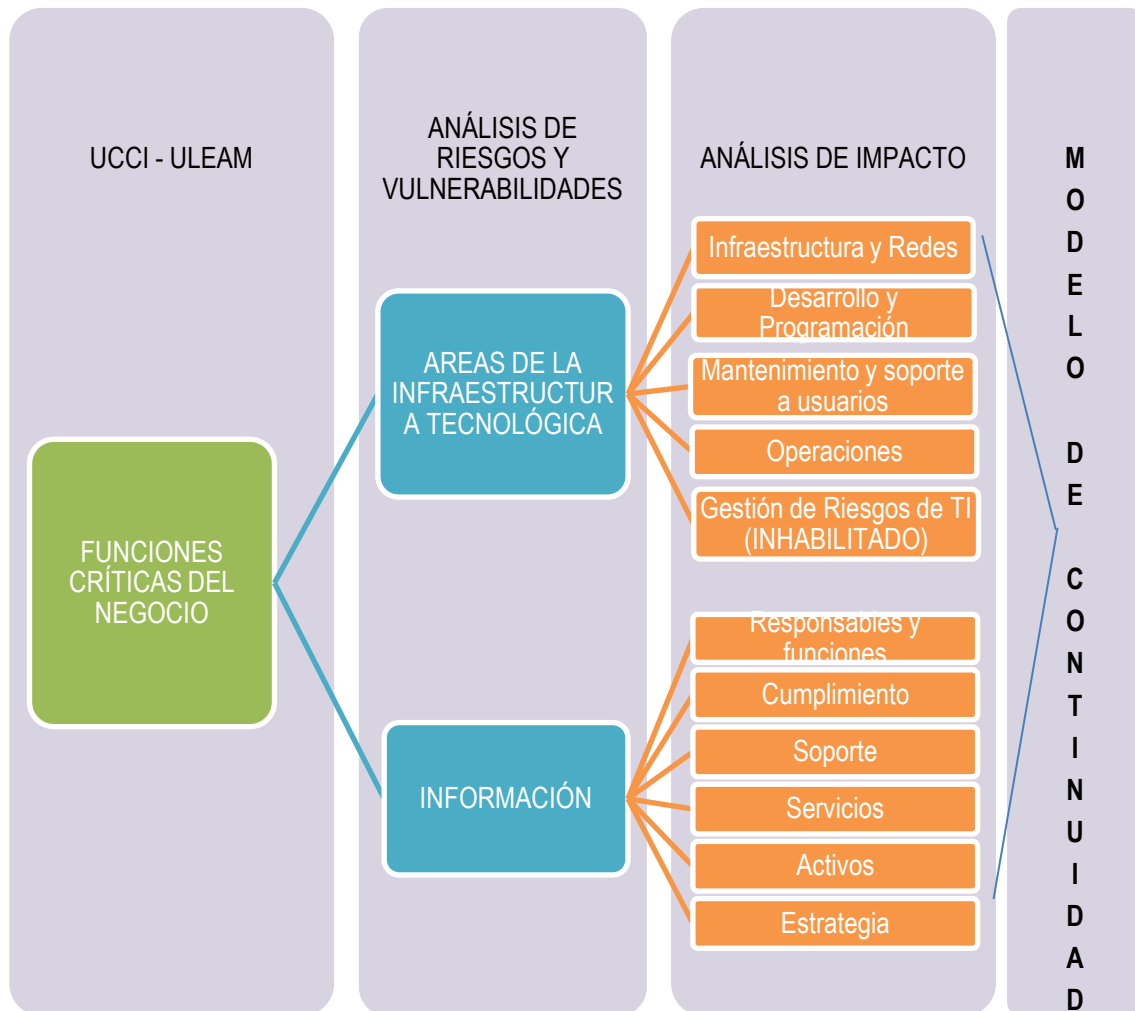 UCCI - ULEAM
ANÁLISIS DE
RIESGOS Y
VULNERABILIDADES
ANÁLISIS DE IMPACTO
FUNCIONES
CRÍTICAS DEL
NEGOCIO
AREAS DE LA
INFRAESTRUCTUR
A TECNOLÓGICA
INFORMACIÓN
Infraestructura y Redes
Desarrollo y
Programación
Mantenimiento y soporte
a usuarios
Operaciones
Gestión de Riesgos de TI
(INHABILITADO)
Responsables y
funciones
Cumplimiento
Soporte
Servicios
Activos
Estrategia
M
O
D
E
L
O
D
E
C
O
N
T
I
N
U
I
D
A
D